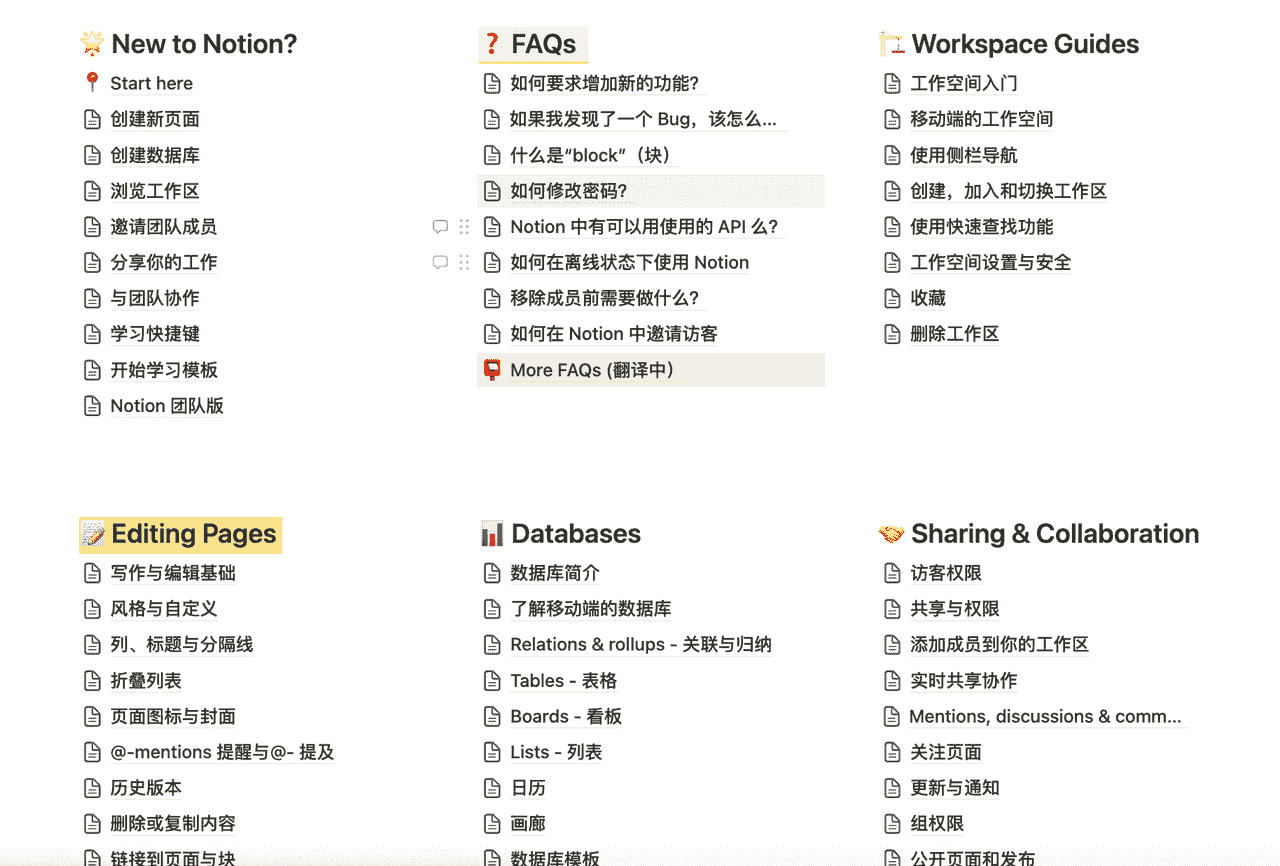 New to Notion?
Start here
创建新页面
创建数据库
浏览工作区
邀请团队成员
分享你的工作
与团队协作
学习快捷键
开始学习模板
Notion 团队版
FAQs
如何要求增加新的功能?
如果我发现了一个 Bug，该怎么...
什么是“block”（块）
如何修改密码?
Notion 中有可以用使用的 API 么?
如何在离线状态下使用 Notion
移除成员前需要做什么?
如何在 Notion 中邀请访客
More FAQs (翻译中）
Workspace Guides
工作空间入门
移动端的工作空间
使用侧栏导航
创建，加入和切换工作区
使用快速查找功能
工作空间设置与安全
收藏
删除工作区
Editing Pages
写作与编辑基础
风格与自定义
列、标题与分隔线
折叠列表
页面图标与封面
@-mentions 提醒与@- 提及
历史版本
删除或复制内容
链接到页面与块
Databases
数据库简介
了解移动端的数据库
Relations & rollups - 关联与归纳
Tables - 表格
Boards - 看板
Lists - 列表
日历
画廊
数据库模板
Sharing & Collaboration
访客权限
共享与权限
添加成员到你的工作区
实时共享协作
Mentions, discussions & comm...
关注页面
更新与通知
组权限
公开页面和发布